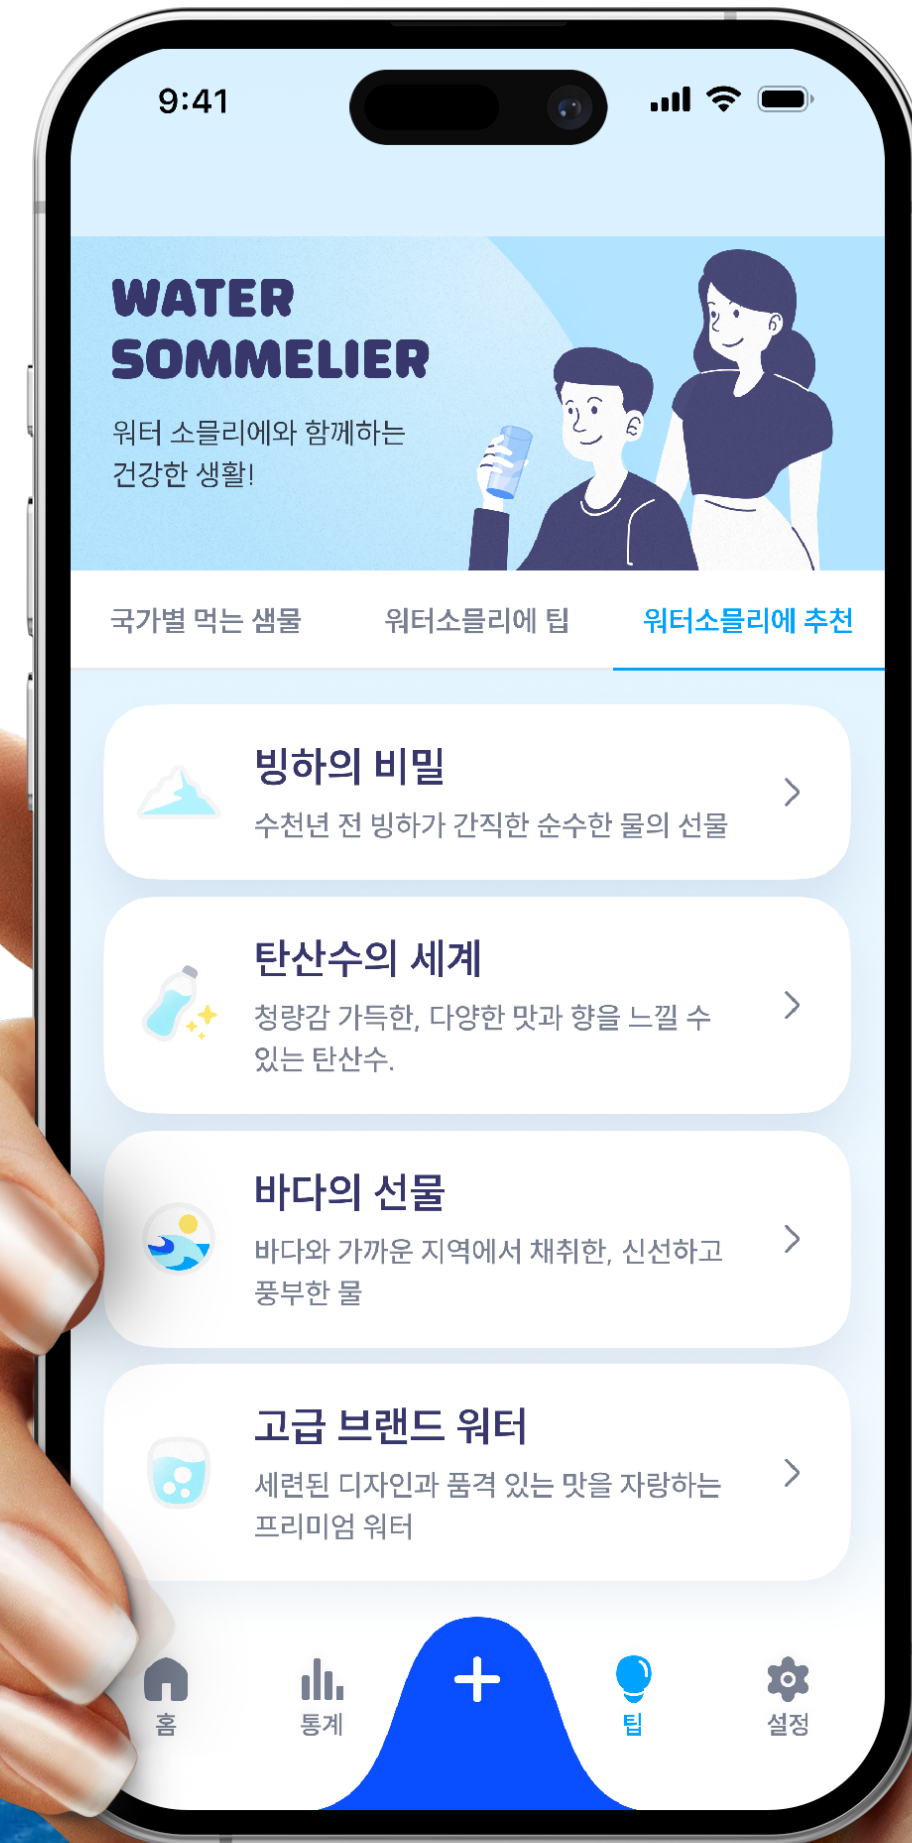 9:41
WATER
SOMMELIER
워터 소믈리에와 함께하는
건강한 생활!
국가별 먹는 샘물 워터소믈리에 팁 워터소믈리에 추천
빙하의 비밀
수천년 전 빙하가 간직한 순수한 물의 선물
탄산수의 세계
청량감 가득한, 다양한 맛과 향을 느낄 수
있는 탄산수.
바다의 선물
바다와 가까운 지역에서 채취한, 신선하고
풍부한 물
고급 브랜드 워터
세련된 디자인과 품격 있는 맛을 자랑하는
프리미엄 워터
홈 통계 팁 설정